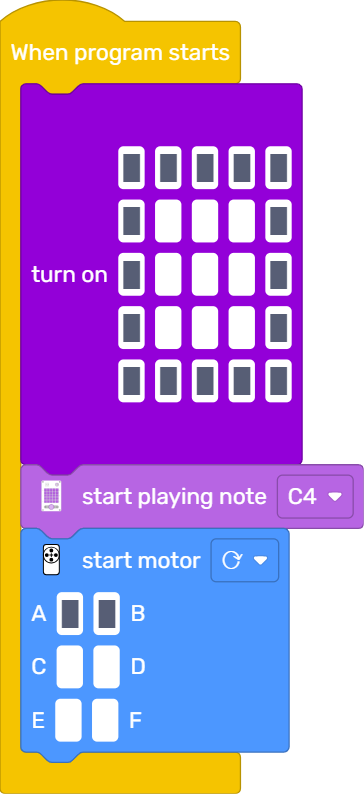 When program starts
turn on
start playing note C4
start motor
A B
C D
E F